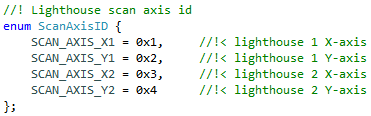 //! Lighthouse scan axis id
enum ScanAxisID {
SCAN_AXIS_X1 = 0x1, //!< lighthouse 1 X-axis
SCAN_AXIS_Y1 = 0x2, //!< lighthouse 1 Y-axis
SCAN_AXIS_X2 = 0x3, //!< lighthouse 2 X-axis
SCAN_AXIS_Y2 = 0x4 //!< lighthouse 2 Y-axis
};